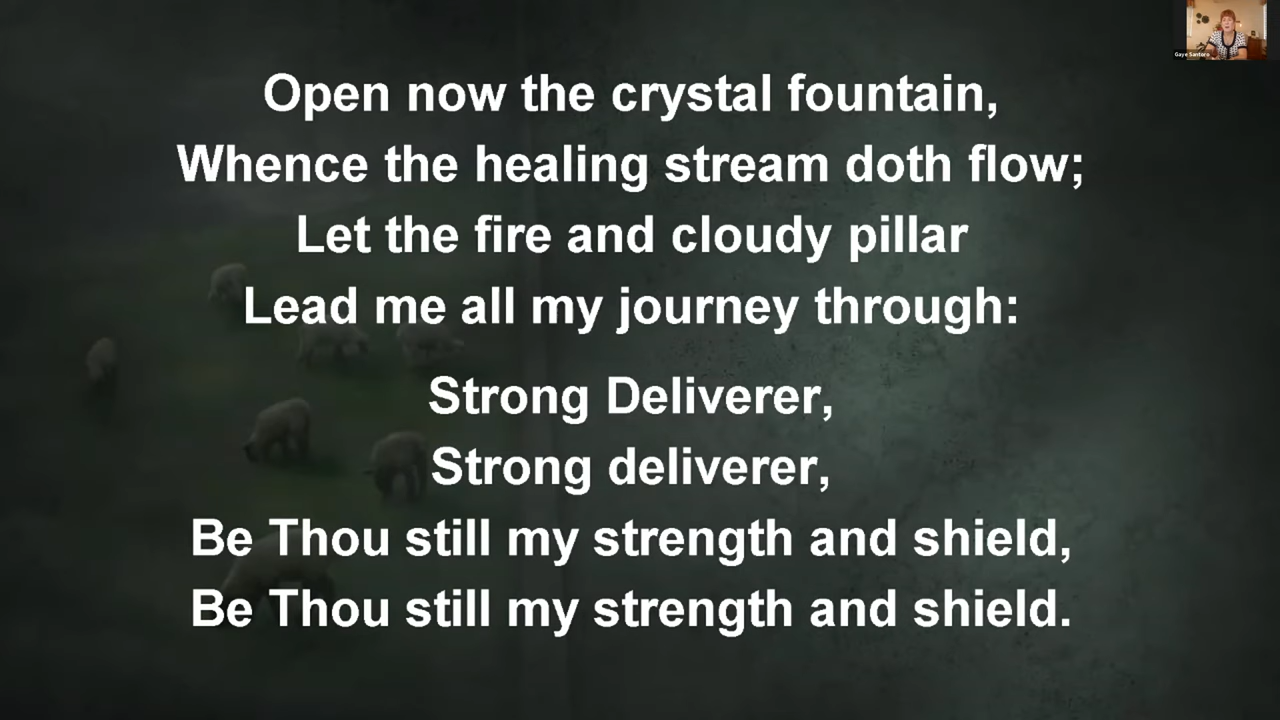 Gaye Santoro
Open now the crystal fountain,
Whence the healing stream doth flow;
Let the fire and cloudy pillar
Lead me all my journey through:
Strong Deliverer,
Strong deliverer,
Be Thou still my strength and shield,
Be Thou still my strength and shield.